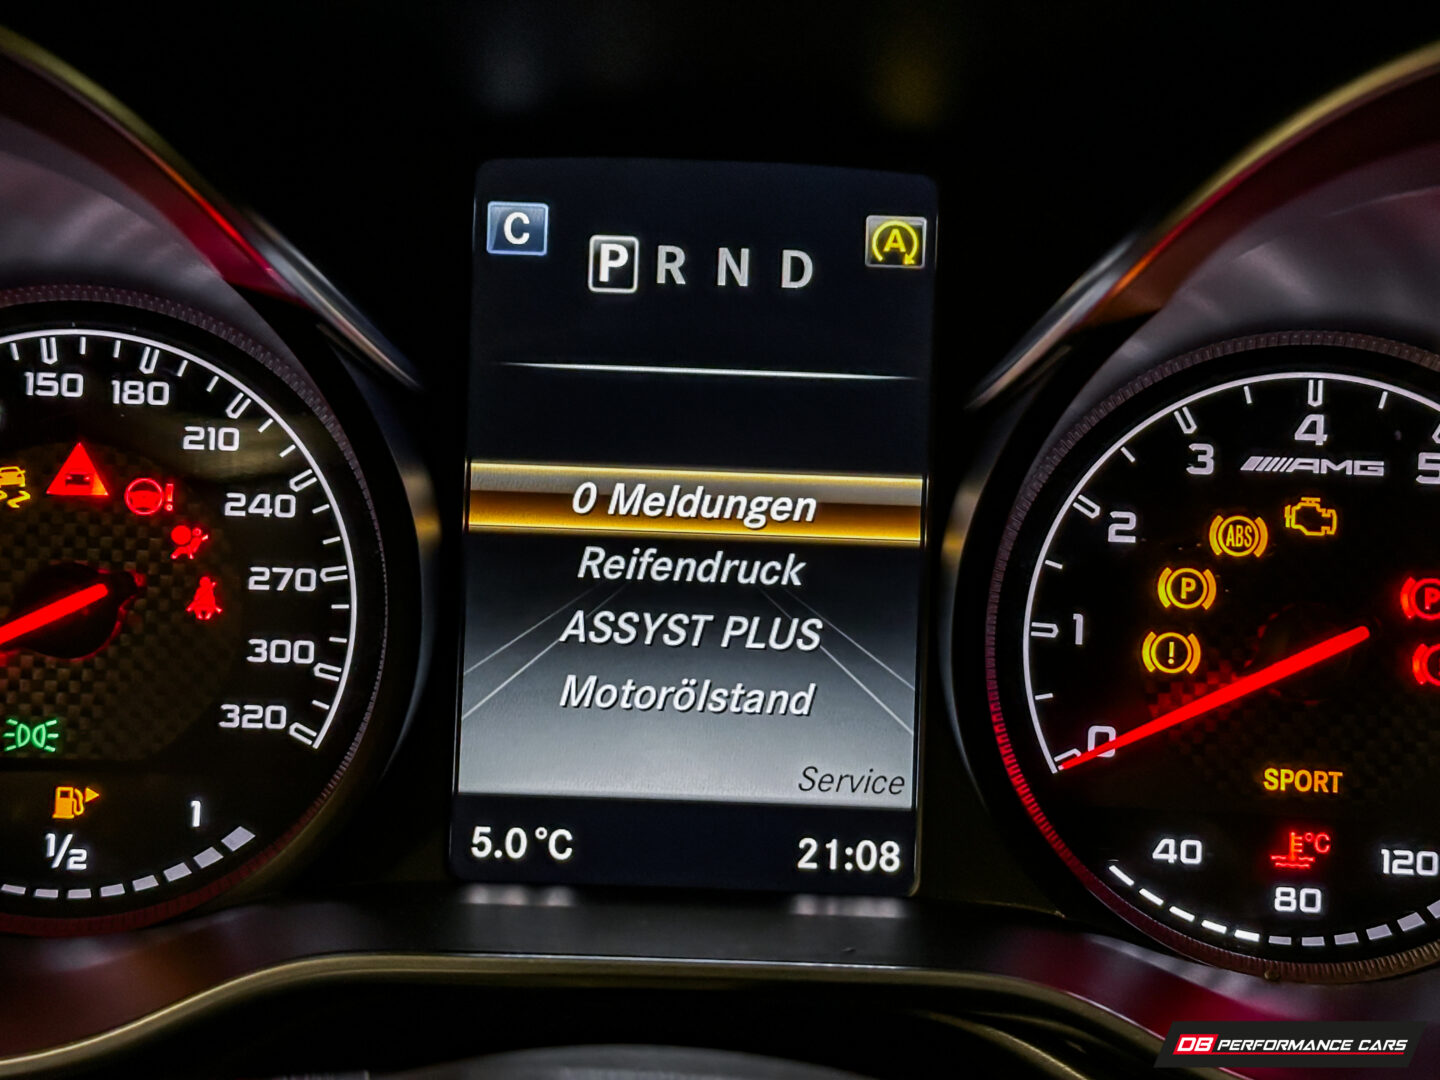 C
P R N D
A
0 Meldungen
Reifendruck
ASSYST PLUS
Motorölstand
Service
5.0 °C
21:08
150
180
210
240
270
300
320
1/2
1
0
1
2
3
4
5
AMG
ABS
P
!
!
P
SPORT
°C
40
80
120
DB PERFORMANCE CARS